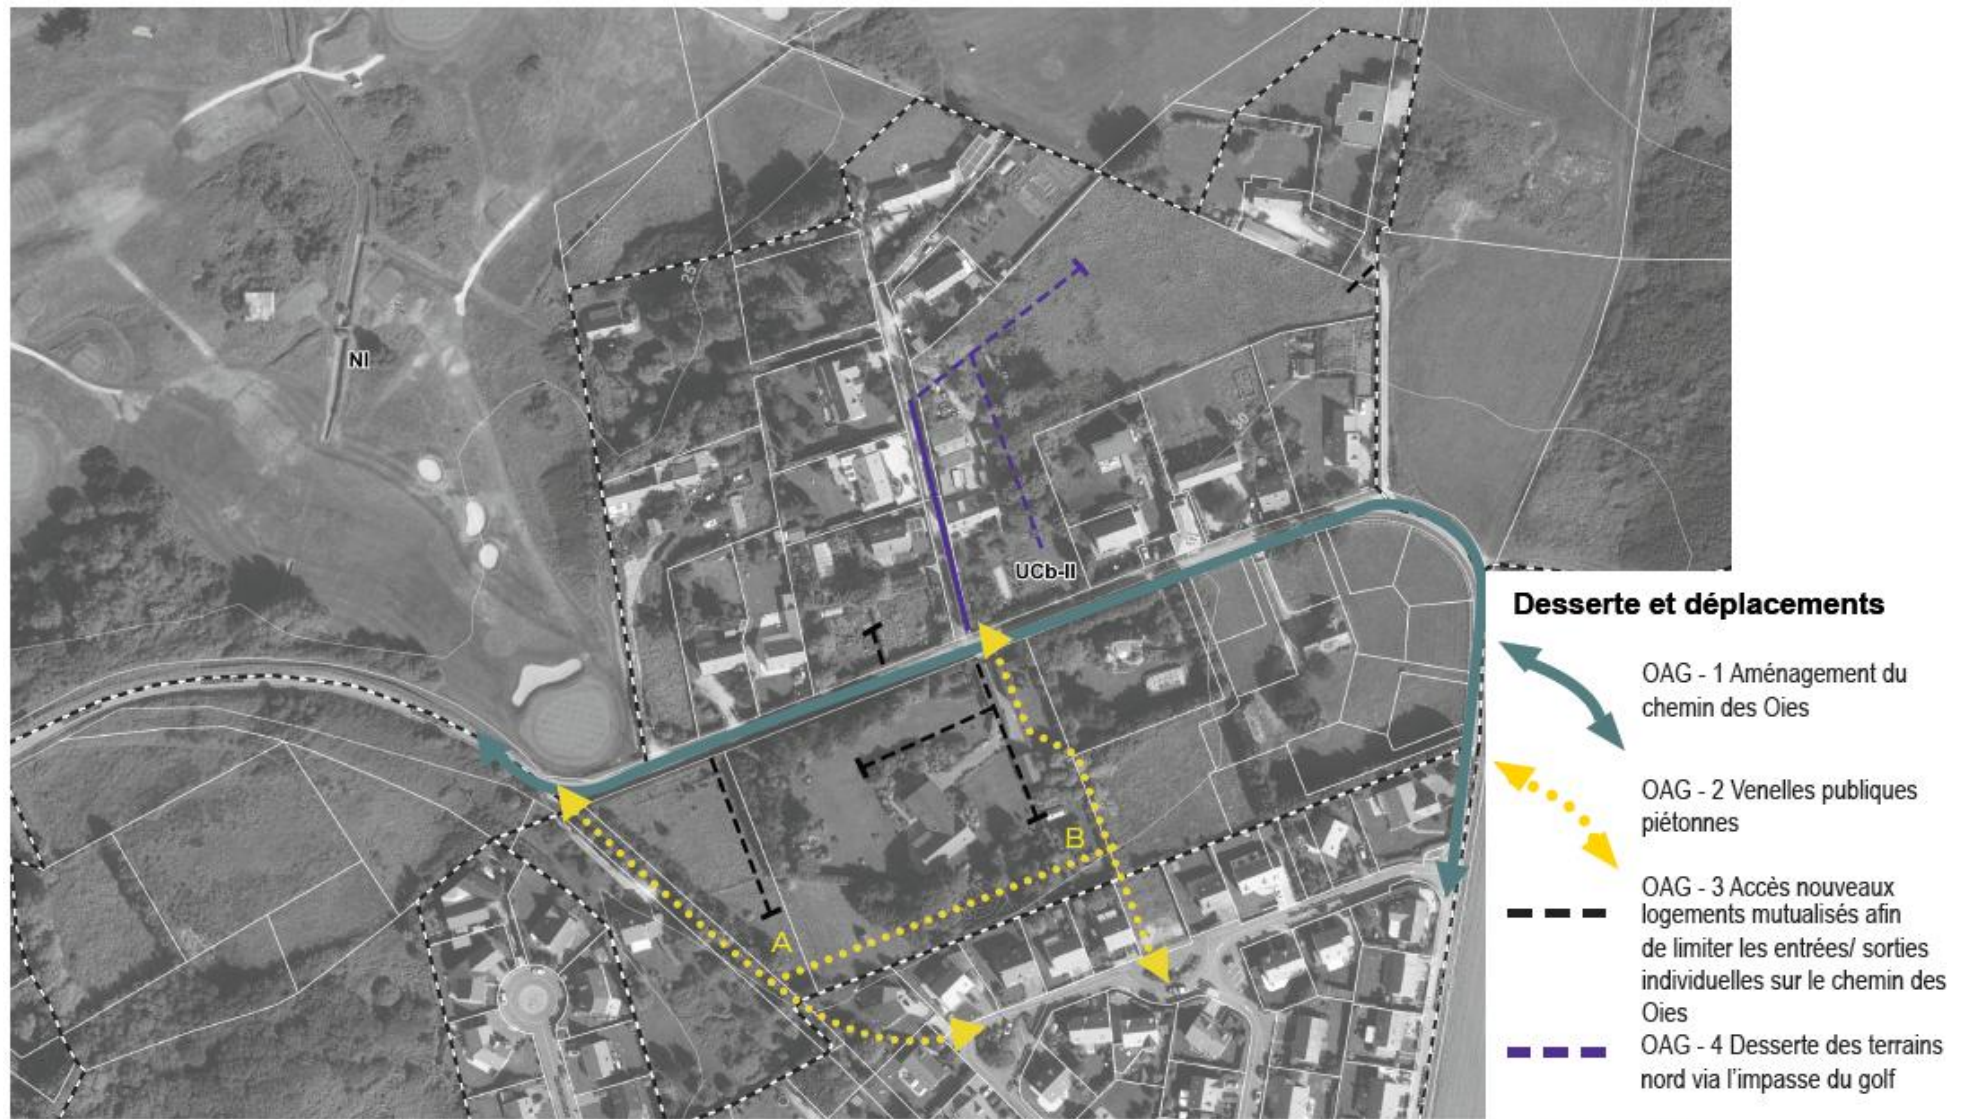 25
NI
30
UCb-II
B
A
Desserte et déplacements
OAG - 1 Aménagement du
chemin des Oies
OAG - 2 Venelles publiques
piétonnes
OAG - 3 Accès nouveaux
logements mutualisés afin
de limiter les entrées/ sorties
individuelles sur le chemin des
Oies
OAG - 4 Desserte des terrains
nord via l'impasse du golf